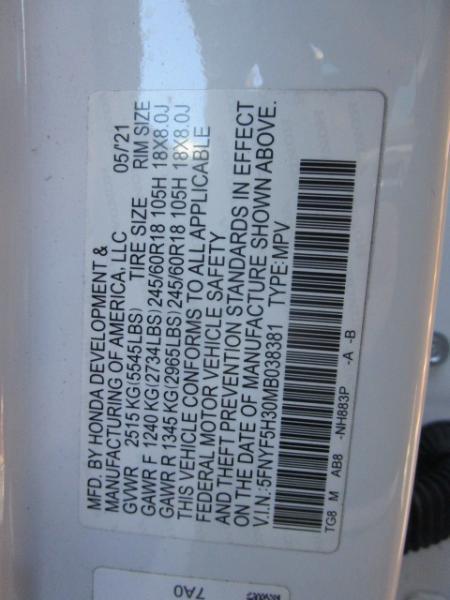 MFD. BY HONDA DEVELOPMENT &
MANUFACTURING OF AMERICA, LLC 05/'21
GVWR 2515 KG(5545LBS) TIRE SIZE RIM SIZE
GAWR F 1240 KG(2734LBS) 245/60R18 105H 18X8.0J
GAWR R 1345 KG(2965LBS) 245/60R18 105H 18X8.0J
THIS VEHICLE CONFORMS TO ALL APPLICABLE
FEDERAL MOTOR VEHICLE SAFETY
AND THEFT PREVENTION STANDARDS IN EFFECT
ON THE DATE OF MANUFACTURE SHOWN ABOVE.
V.I.N.:5FNYF5H30MB038381 TYPE:MPV
TG8 M AB8 -NH883P -A -B
7A0